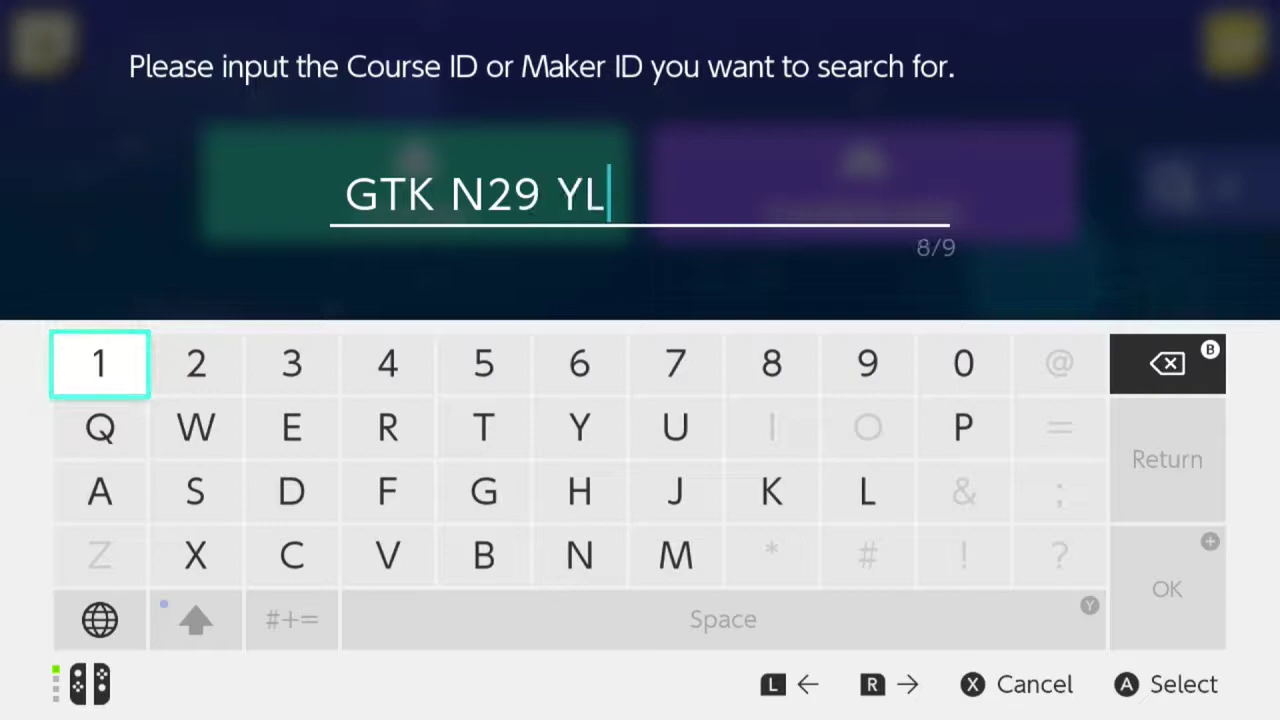 Please input the Course ID or Maker ID you want to search for.
GTK N29 YL
8/9
1 2 3 4 5 6 7 8 9 0 @ B
Q W E R T Y U I O P = Return
A S D F G H J K L & ;
Z X C V B N M * # ! ? + OK
#+= Space Y
L ← R → X Cancel A Select